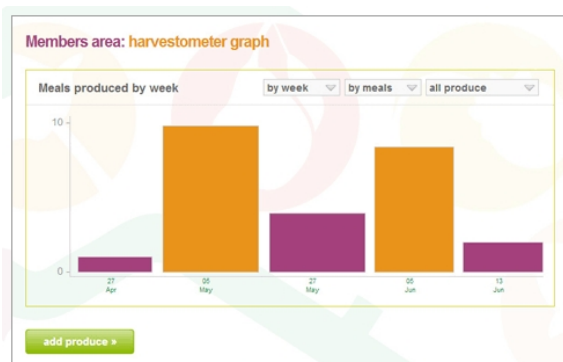 Members area: harvestometer graph
Meals produced by week
by week
by meals
all produce
10
0
27
Apr
05
May
27
May
05
Jun
13
Jun
add produce »